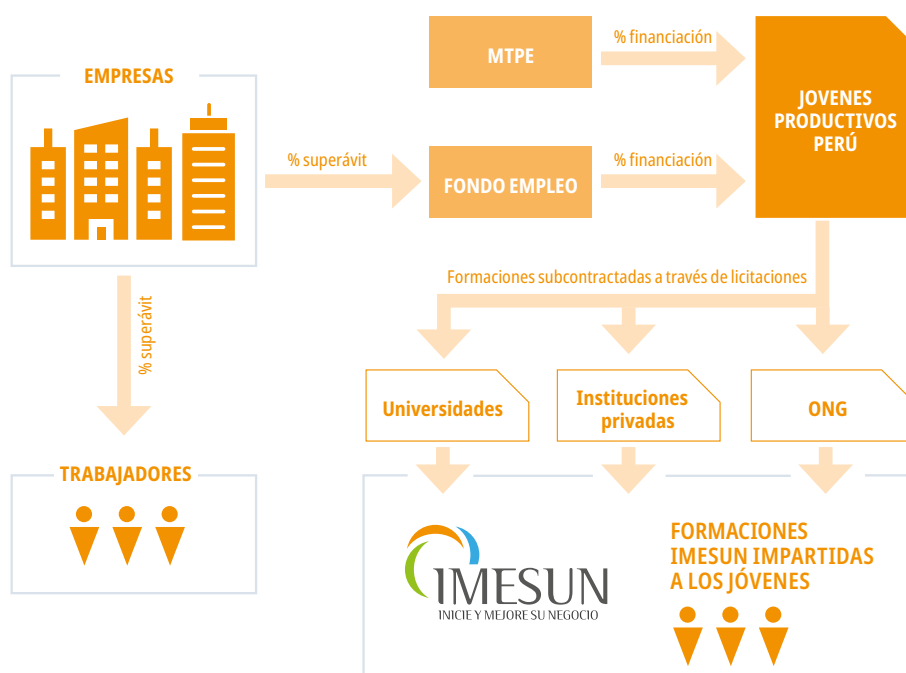 EMPRESAS
% superávit
TRABAJADORES
% superávit
MTPE
% financiación
FONDO EMPLEO
% financiación
JOVENES
PRODUCTIVOS
PERÚ
Formaciones subcontractadas a través de licitaciones
Universidades
Instituciones
privadas
ONG
IMESUN
INICIE Y MEJORE SU NEGOCIO
FORMACIONES
IMESUN IMPARTIDAS
A LOS JÓVENES